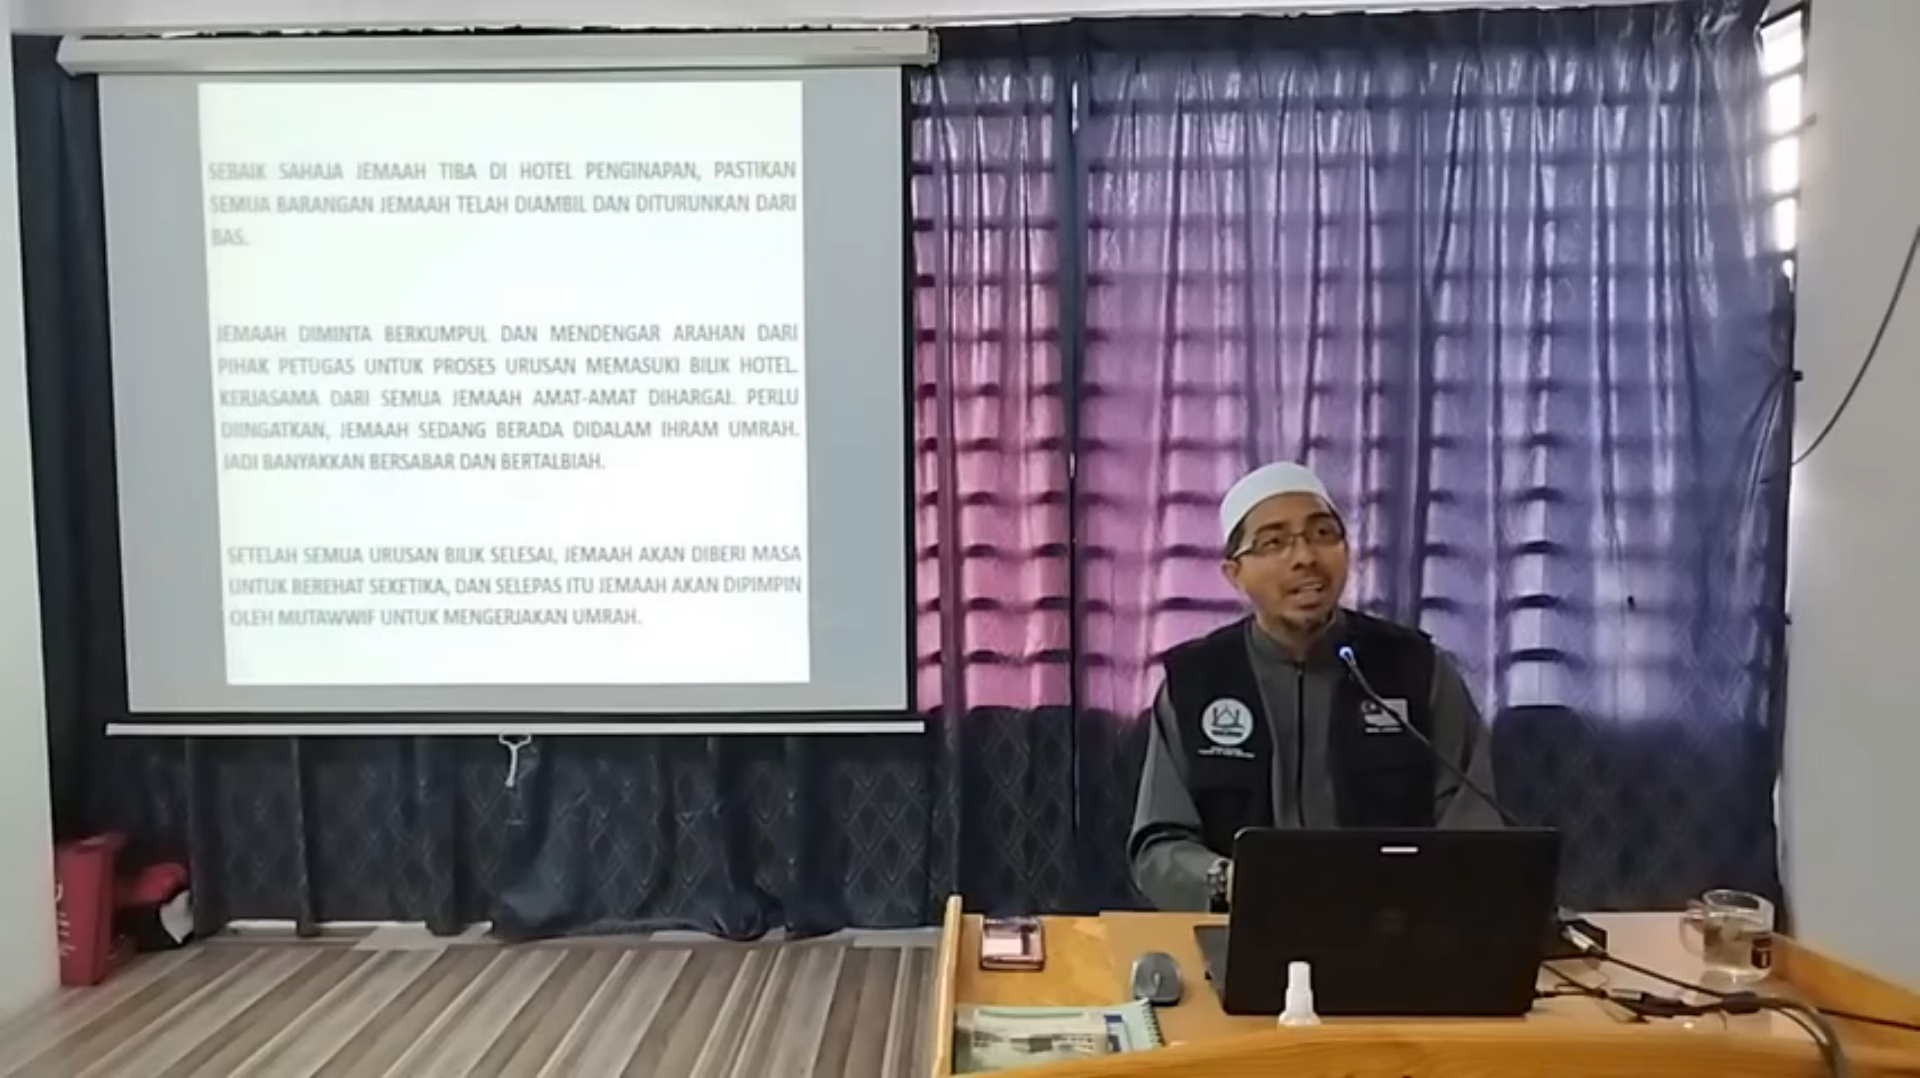 SEBAIK SAHAJA JEMAAH TIBA DI HOTEL PENGINAPAN, PASTIKAN
SEMUA BARANGAN JEMAAH TELAH DIAMBIL DAN DITURUNKAN DARI
BAS.
JEMAAH DIMINTA BERKUMPUL DAN MENDENGAR ARAHAN DARI
PIHAK PETUGAS UNTUK PROSES URUSAN MEMASUKI BILIK HOTEL.
KERJASAMA DARI SEMUA JEMAAH AMAT-AMAT DIHARGAI. PERLU
DIINGATKAN, JEMAAH SEDANG BERADA DIDALAM IHRAM UMRAH.
JADI BANYAKKAN BERSABAR DAN BERTALBIAH.
SETELAH SEMUA URUSAN BILIK SELESAI, JEMAAH AKAN DIBERI MASA
UNTUK BEREHAT SEKETIKA, DAN SELEPAS ITU JEMAAH AKAN DIPIMPIN
OLEH MUTAWWIF UNTUK MENGERJAKAN UMRAH.